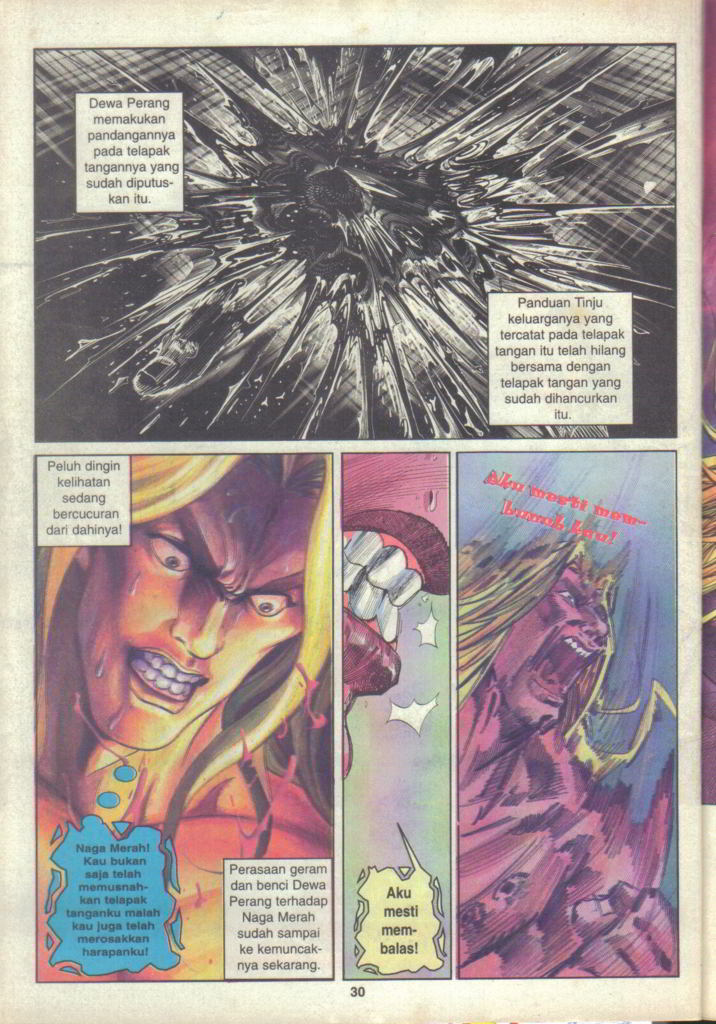 Dewa Perang
memakukan
pandangannya
pada telapak
tangannya yang
sudah diputus-
kan itu.
Panduan Tinju
keluarganya yang
tercatat pada telapak
tangan itu telah hilang
bersama dengan
telapak tangan yang
sudah dihancurkan
itu.
Peluh dingin
kelihatan
sedang
bercucuran
dari dahinya!
Naga Merah!
Kau bukan
saja telah
memusnah-
kan telapak
tanganku malah
kau juga telah
merosakkan
harapanku!
Perasaan geram
dan benci Dewa
Perang terhadap
Naga Merah
sudah sampai
ke kemuncak-
nya sekarang.
Aku
mesti
mem-
balas!
Aku mesti mem-
bunuh kau!
30